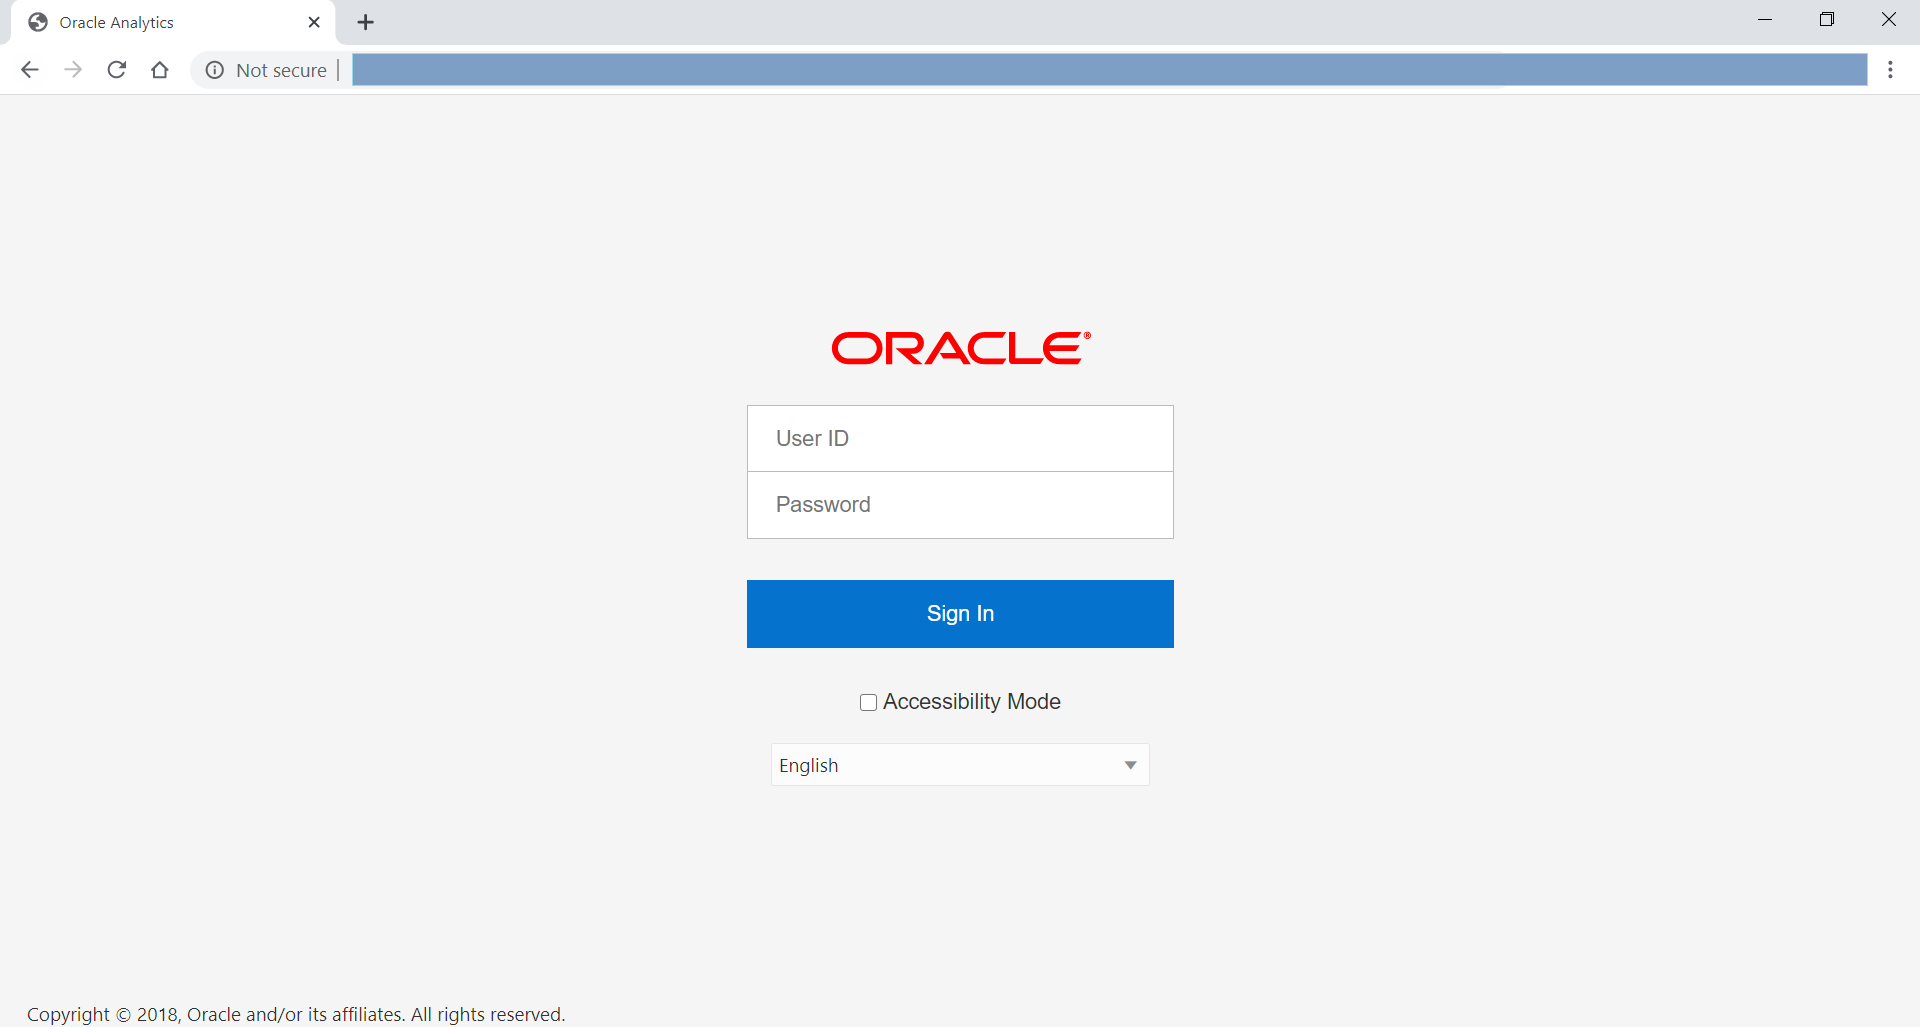 Oracle Analytics
Not secure
ORACLE®
User ID
Password
Sign In
Accessibility Mode
English
Copyright © 2018, Oracle and/or its affiliates. All rights reserved.